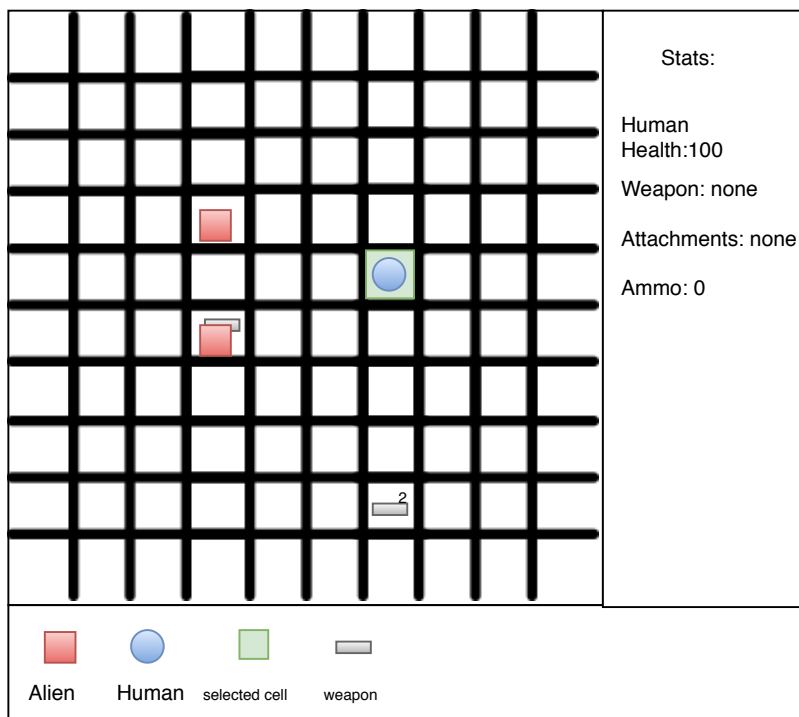 Stats:
Human
Health:100
Weapon: none
Attachments: none
Ammo: 0
2
Alien
Human
selected cell
weapon